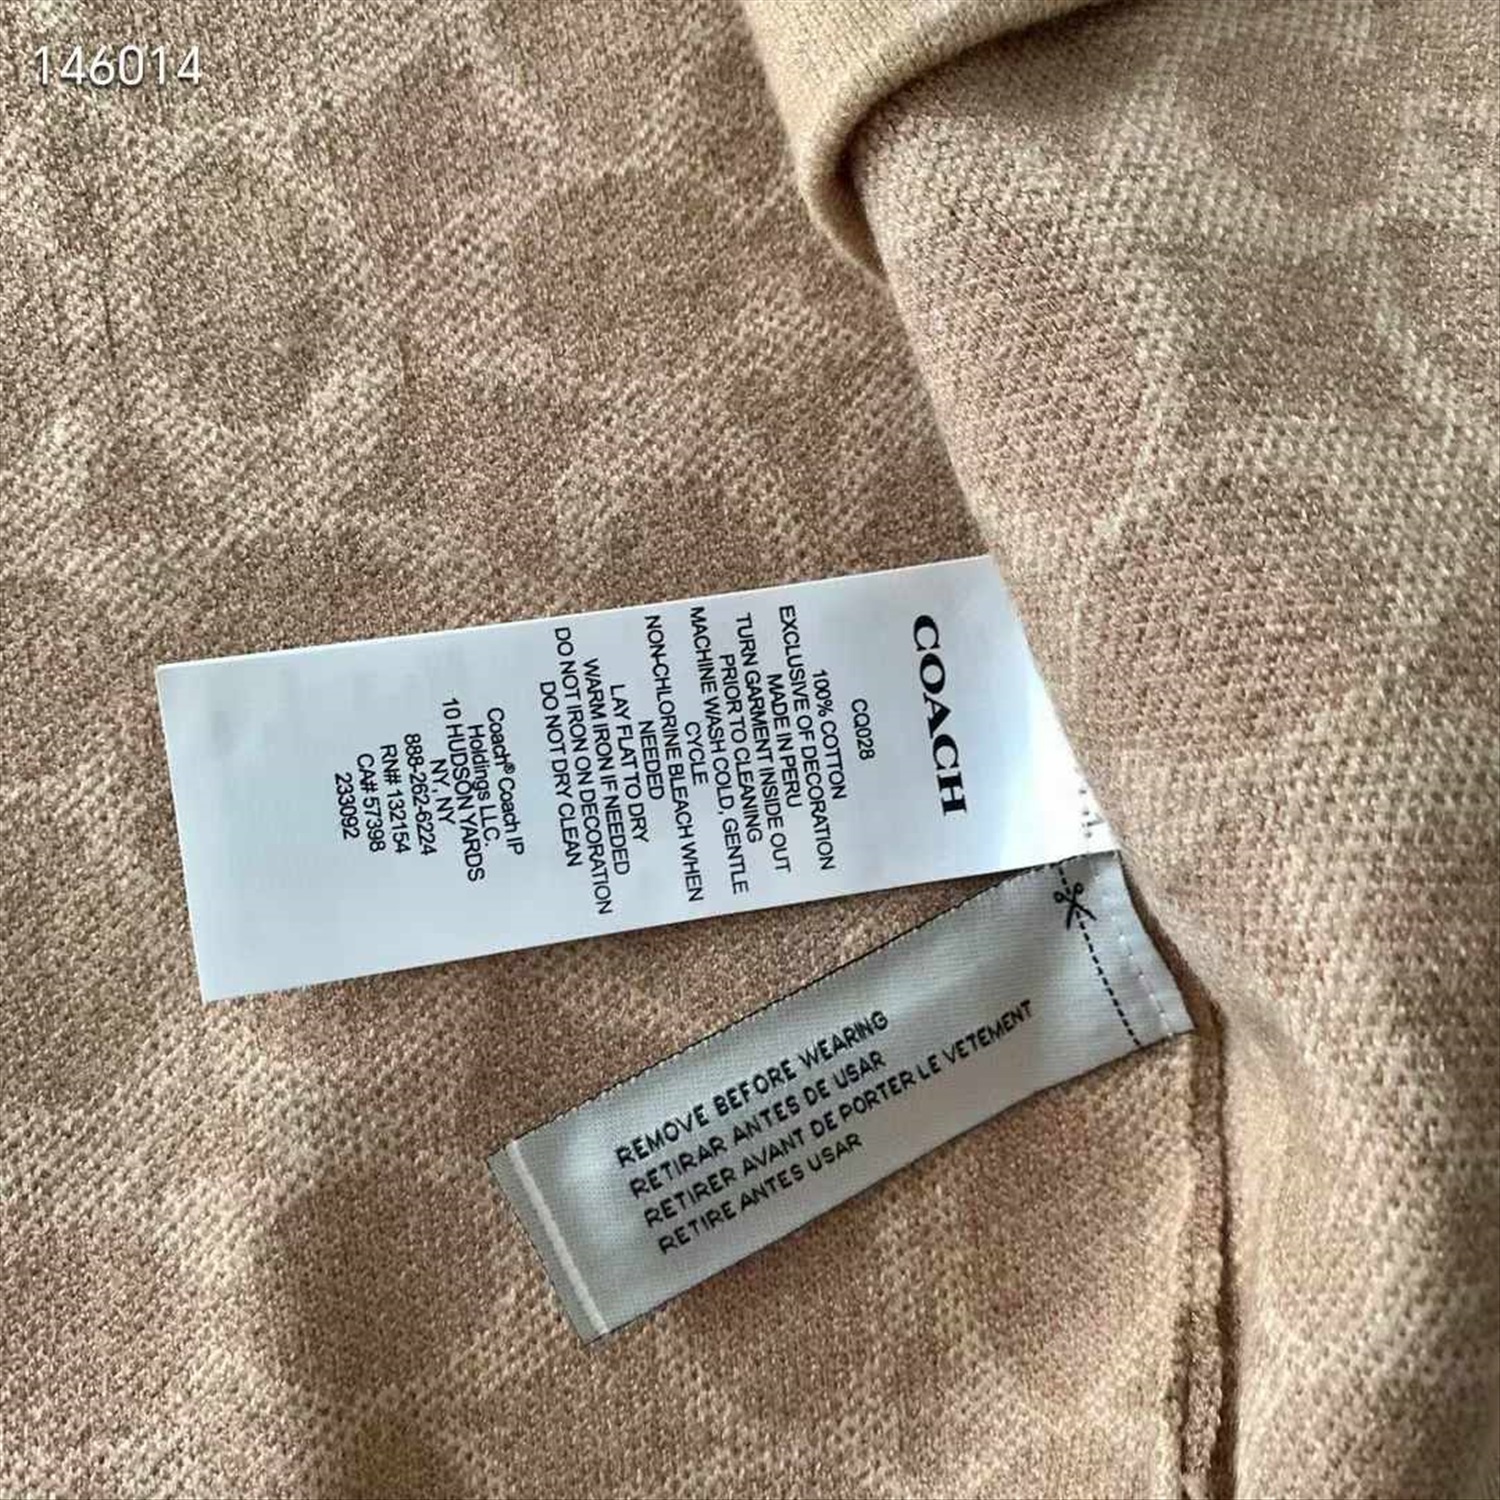 146014
COACH
CQ028
100% COTTON
EXCLUSIVE OF DECORATION
MADE IN PERU
TURN GARMENT INSIDE OUT
PRIOR TO CLEANING
MACHINE WASH COLD, GENTLE
CYCLE
NON-CHLORINE BLEACH WHEN
NEEDED
LAY FLAT TO DRY
WARM IRON IF NEEDED
DO NOT IRON ON DECORATION
DO NOT DRY CLEAN
Coach® Coach IP
Holdings LLC.
10 HUDSON YARDS
NY, NY
888-262-6224
RN# 132154
CA# 57398
233092
REMOVE BEFORE WEARING
RETIRAR ANTES DE USAR
RETIRER AVANT DE PORTER LE VETEMENT
RETIRE ANTES USAR